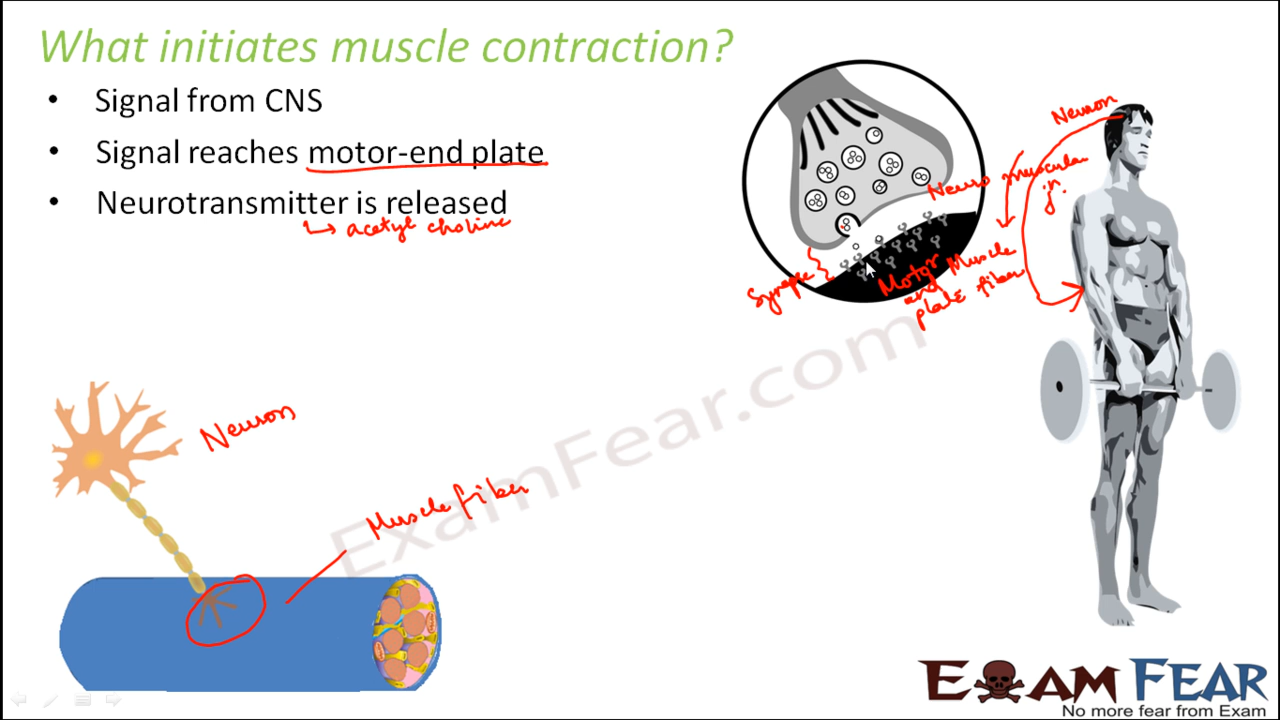 What initiates muscle contraction?
• Signal from CNS
• Signal reaches motor-end plate
• Neurotransmitter is released
↳ acetyl choline
Neuron
Neuro muscular
jn.
Synapse
Motor
end
plate
Muscle
fiber
Neuron
Muscle fiber
ExamFear.com
EXAM FEAR
No more fear from Exam